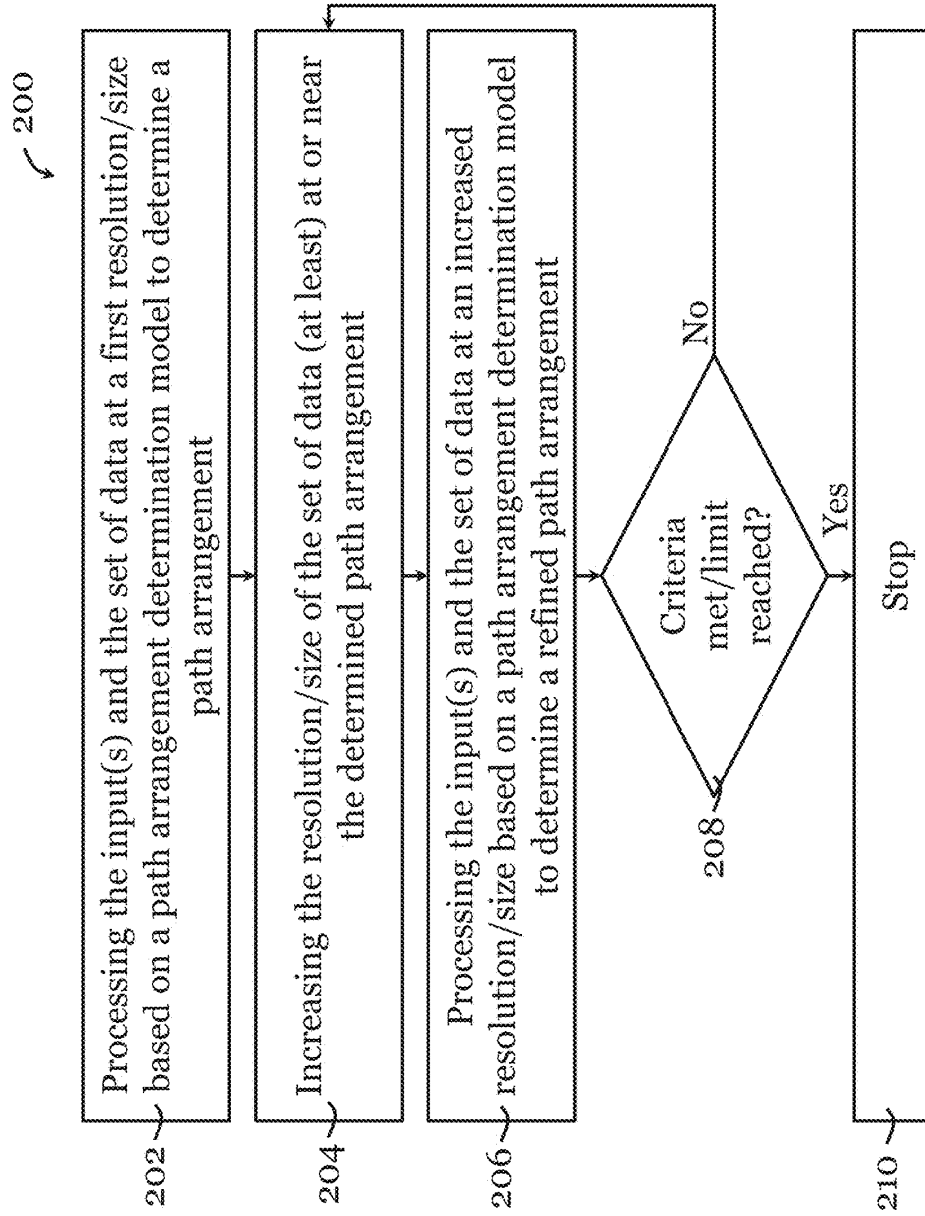 200
202
Processing the input(s) and the set of data at a first resolution/size
based on a path arrangement determination model to determine a
path arrangement
204
Increasing the resolution/size of the set of data (at least) at or near
the determined path arrangement
206
Processing the input(s) and the set of data at an increased
resolution/size based on a path arrangement determination model
to determine a refined path arrangement
208
Criteria
met/limit
reached?
No
Yes
210
Stop